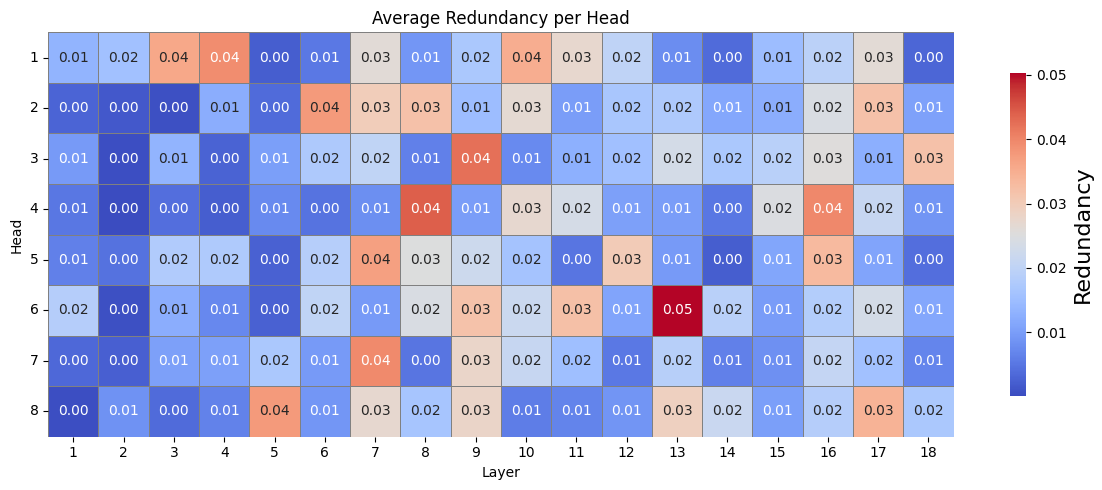 Average Redundancy per Head
1 0.01 0.02 0.04 0.04 0.00 0.01 0.03 0.01 0.02 0.04 0.03 0.02 0.01 0.00 0.01 0.02 0.03 0.00
2 0.00 0.00 0.00 0.01 0.00 0.04 0.03 0.03 0.01 0.03 0.01 0.02 0.02 0.01 0.01 0.02 0.03 0.01
3 0.01 0.00 0.01 0.00 0.01 0.02 0.02 0.01 0.04 0.01 0.01 0.02 0.02 0.02 0.02 0.03 0.01 0.03
4 0.01 0.00 0.00 0.00 0.01 0.00 0.01 0.04 0.01 0.03 0.02 0.01 0.01 0.00 0.02 0.04 0.02 0.01
5 0.01 0.00 0.02 0.02 0.00 0.02 0.04 0.03 0.02 0.02 0.00 0.03 0.01 0.00 0.01 0.03 0.01 0.00
6 0.02 0.00 0.01 0.01 0.00 0.02 0.01 0.02 0.03 0.02 0.03 0.01 0.05 0.02 0.01 0.02 0.02 0.01
7 0.00 0.00 0.01 0.01 0.02 0.01 0.04 0.00 0.03 0.02 0.02 0.01 0.02 0.01 0.01 0.02 0.02 0.01
8 0.00 0.01 0.00 0.01 0.04 0.01 0.03 0.02 0.03 0.01 0.01 0.01 0.03 0.02 0.01 0.02 0.03 0.02
Head
1 2 3 4 5 6 7 8 9 10 11 12 13 14 15 16 17 18
Layer
0.05
0.04
0.03
0.02
0.01
Redundancy